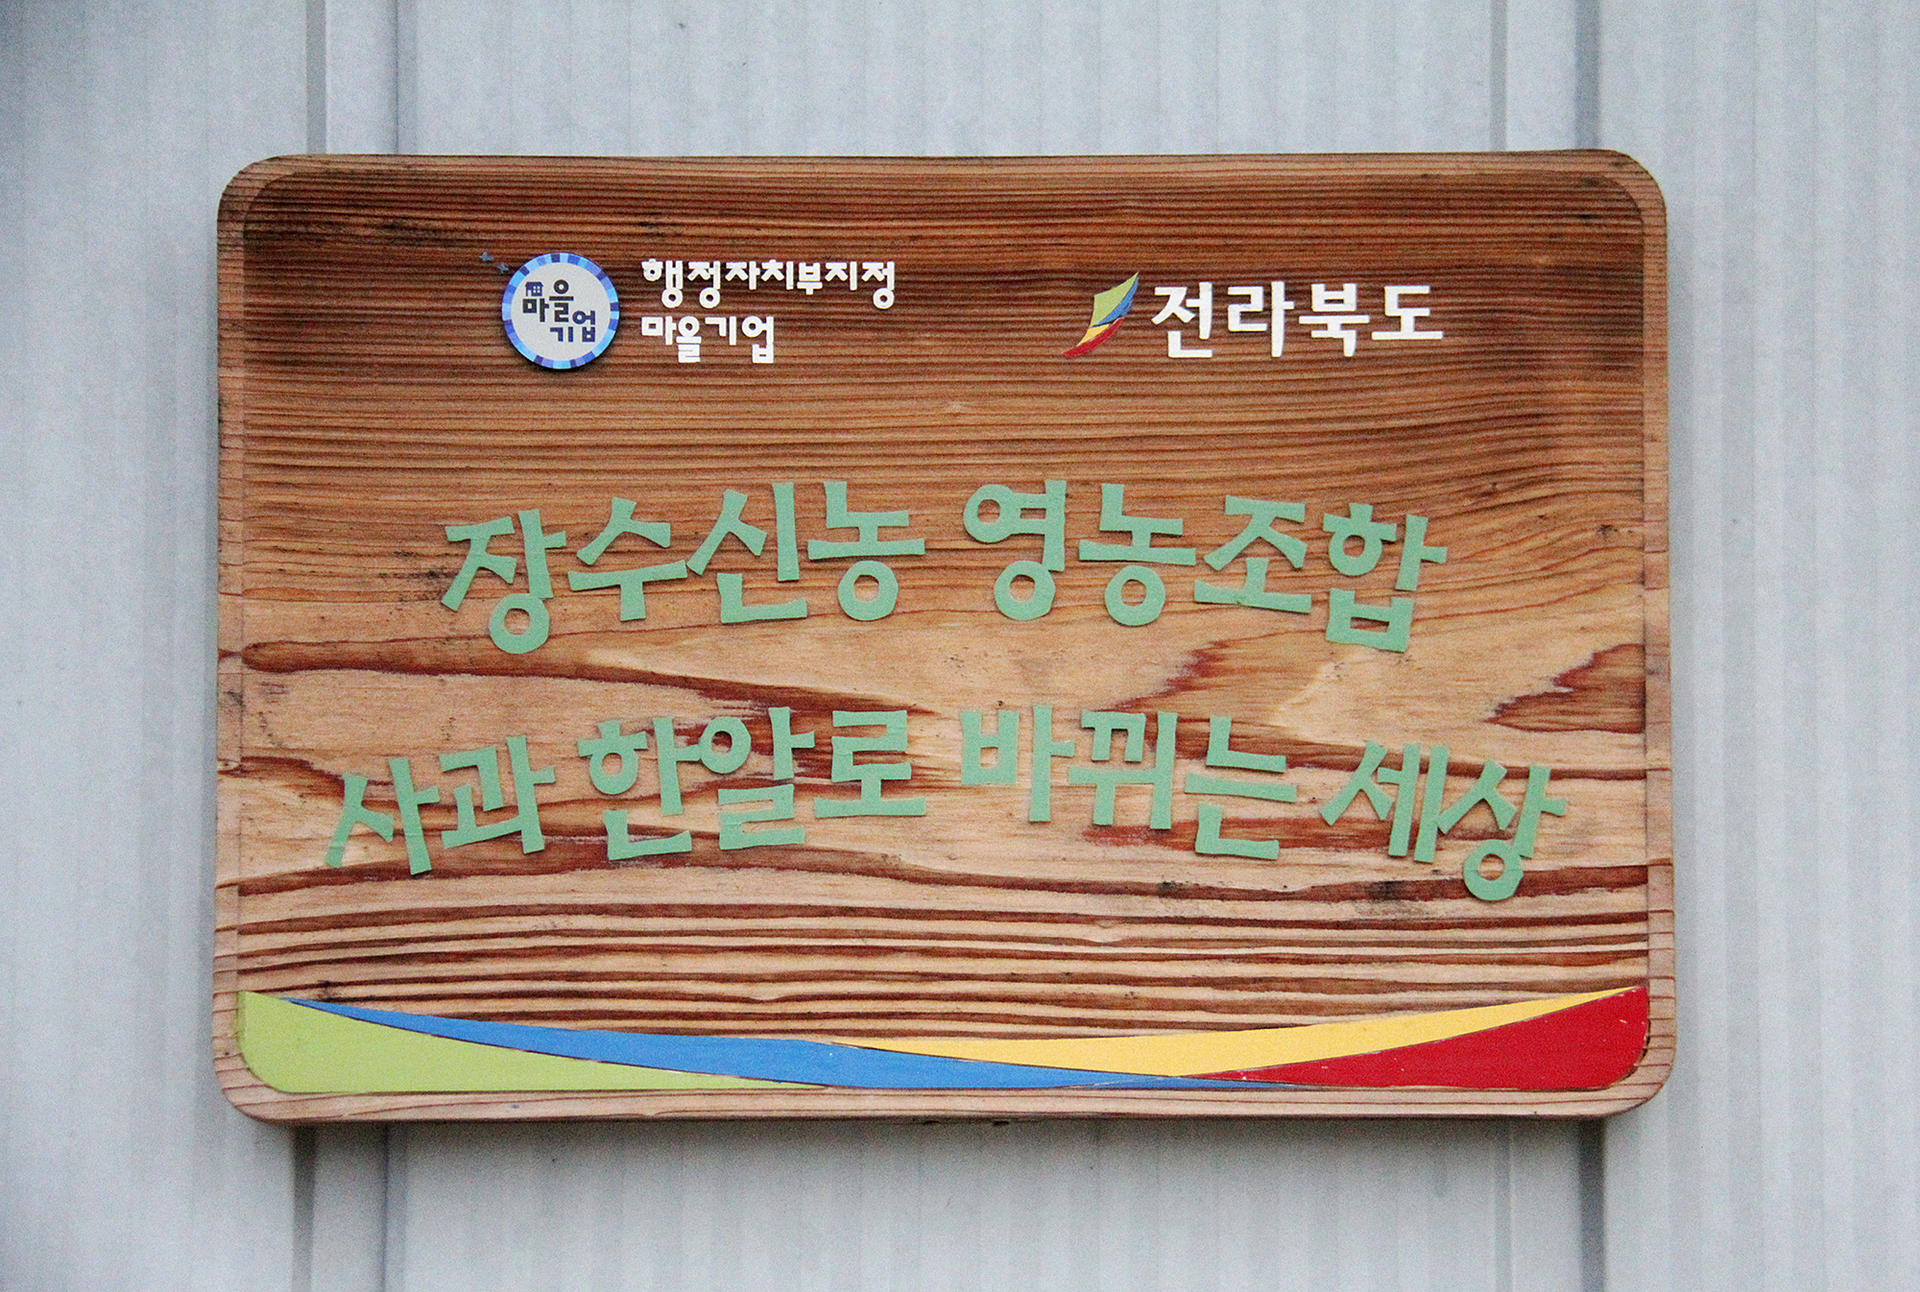 마을
기업
행정자치부지정
마을기업
전라북도
장수신농 영농조합
사과 한알로 바뀌는 세상